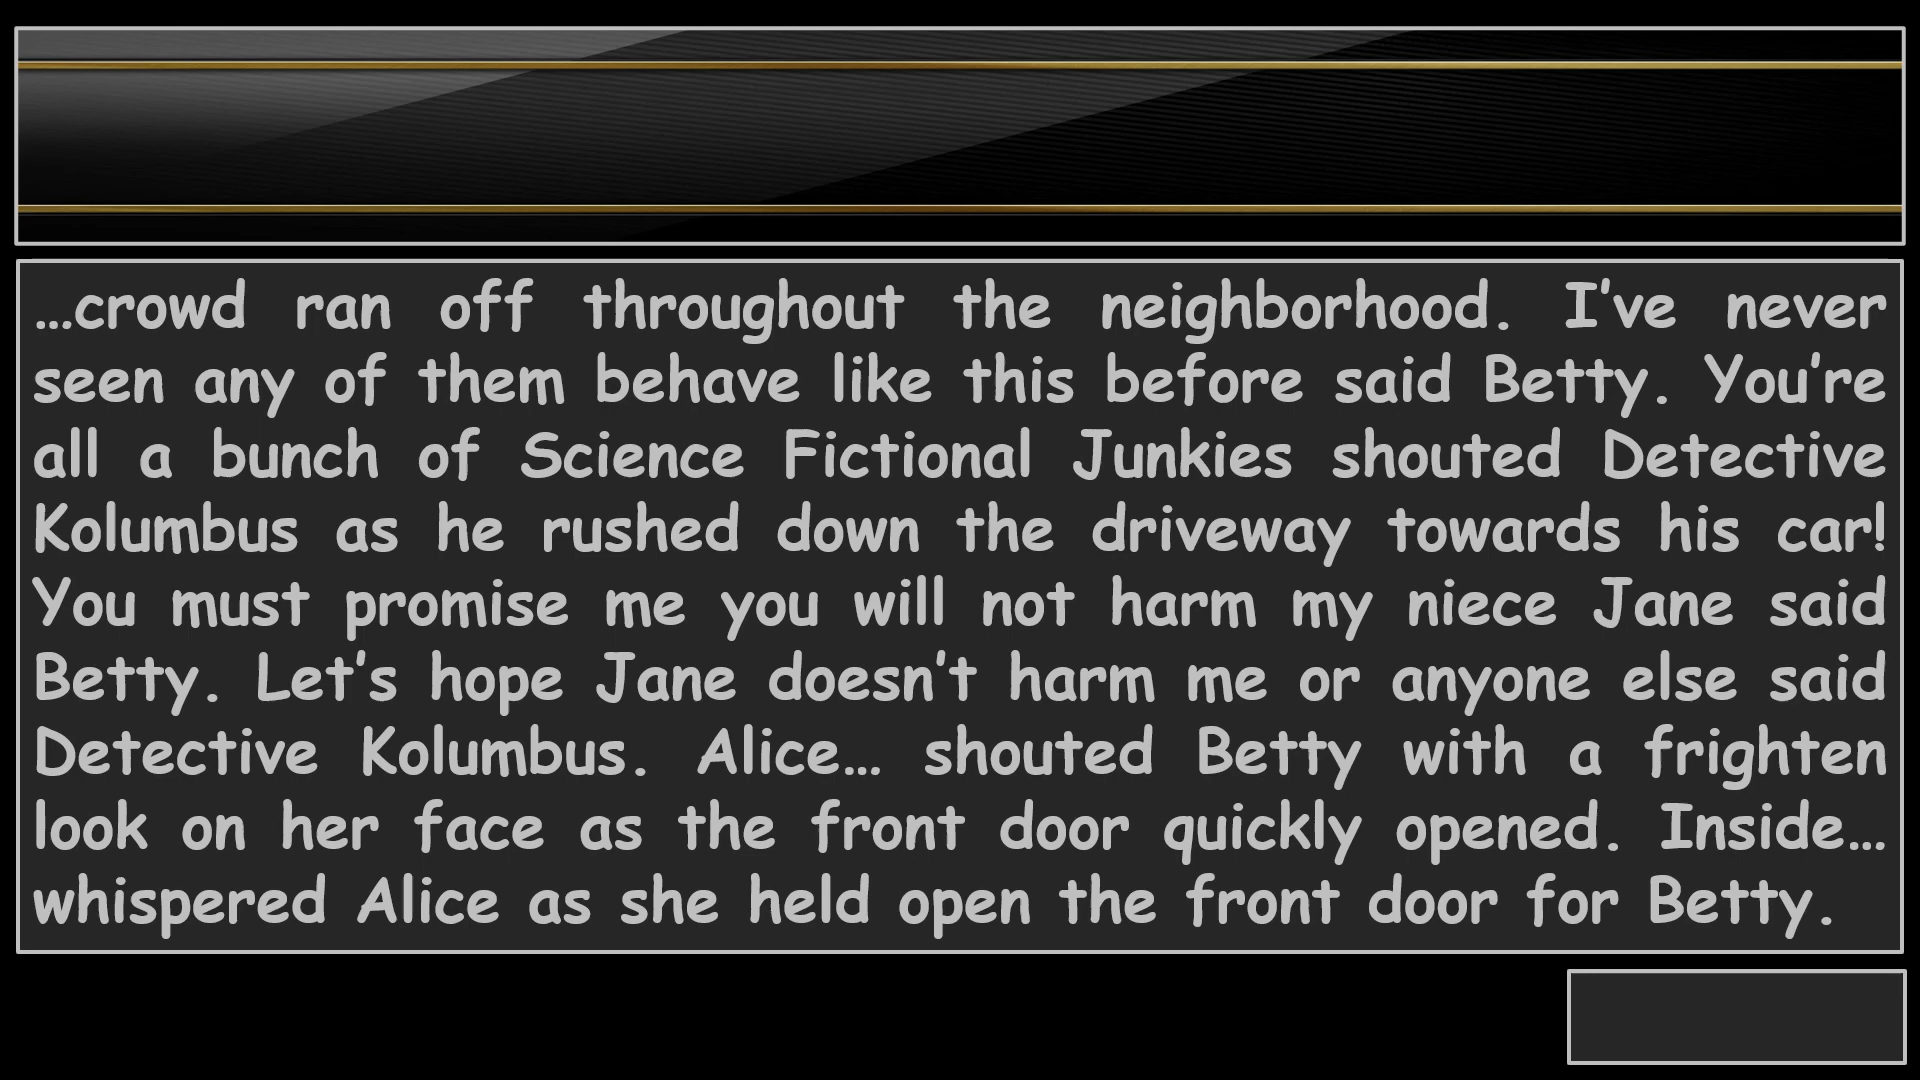 …crowd ran off throughout the neighborhood. I’ve never
seen any of them behave like this before said Betty. You’re
all a bunch of Science Fictional Junkies shouted Detective
Kolumbus as he rushed down the driveway towards his car!
You must promise me you will not harm my niece Jane said
Betty. Let’s hope Jane doesn’t harm me or anyone else said
Detective Kolumbus. Alice… shouted Betty with a frighten
look on her face as the front door quickly opened. Inside…
whispered Alice as she held open the front door for Betty.